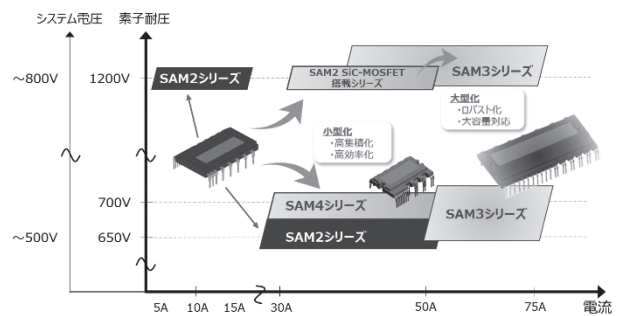 システム電圧 素子耐圧
～800V 1200V
SAM2シリーズ
SAM2 SiC-MOSFET
搭載シリーズ
SAM3シリーズ
大型化
・ロバスト化
・大容量対応
小型化
・高集積化
・高効率化
700V
SAM4シリーズ
SAM3シリーズ
～500V 650V
SAM2シリーズ
5A 10A 15A 30A 50A 75A 電流